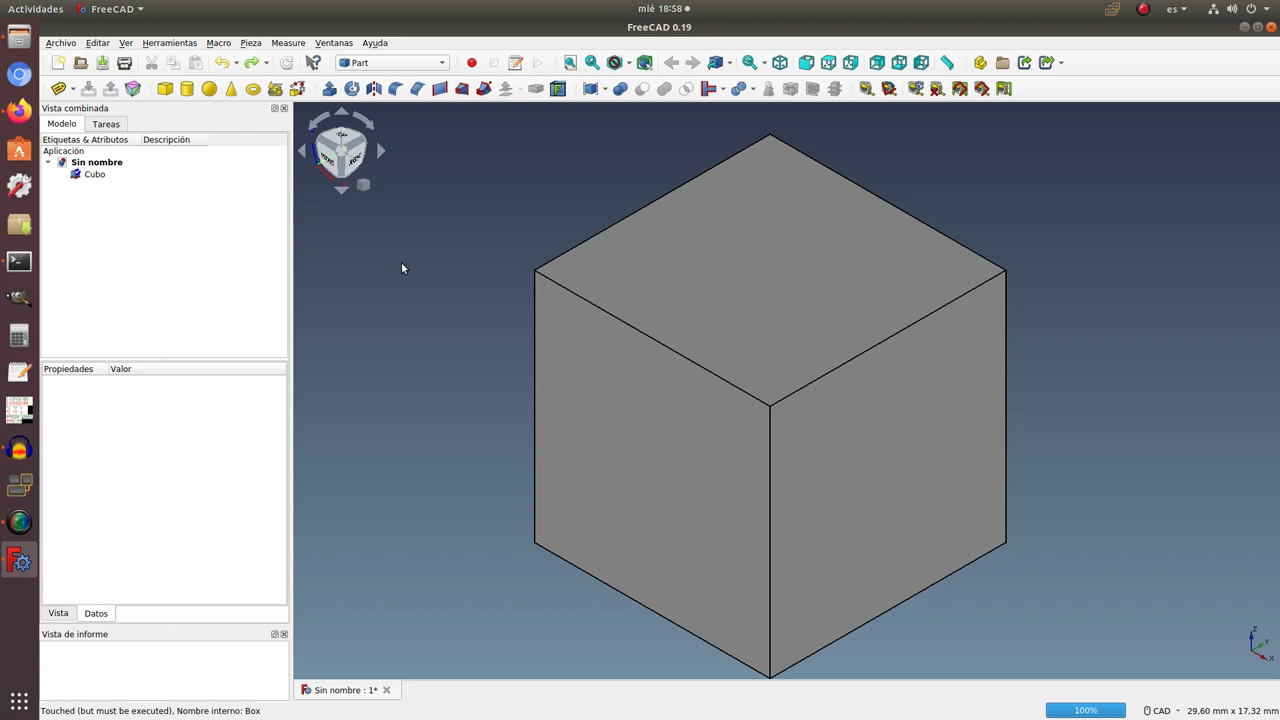 Actividades FreeCAD mié 18:58 es
FreeCAD 0.19
Archivo Editar Ver Herramientas Macro Pieza Measure Ventanas Ayuda
Part
Vista combinada
Modelo Tareas
Etiquetas & Atributos Descripción
Aplicación
Sin nombre
Cubo
Propiedades Valor
Vista Datos
Vista de informe
Z
Y
X
Sin nombre : 1*
Touched (but must be executed), Nombre interno: Box 100% CAD 29,60 mm x 17,32 mm